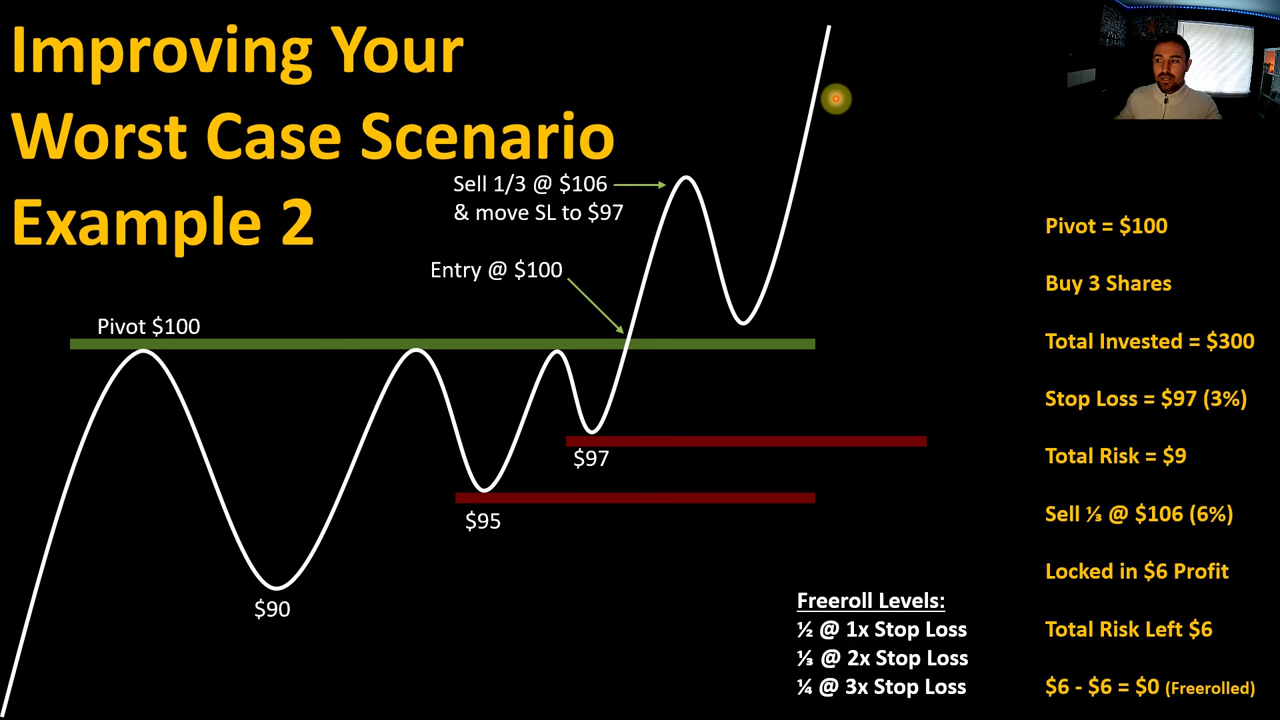 Improving Your
Worst Case Scenario
Example 2
Sell 1/3 @ $106
& move SL to $97
Entry @ $100
Pivot $100
$97
$95
$90
Freeroll Levels:
½ @ 1x Stop Loss
⅓ @ 2x Stop Loss
¼ @ 3x Stop Loss
Pivot = $100
Buy 3 Shares
Total Invested = $300
Stop Loss = $97 (3%)
Total Risk = $9
Sell ⅓ @ $106 (6%)
Locked in $6 Profit
Total Risk Left $6
$6 - $6 = $0 (Freerolled)